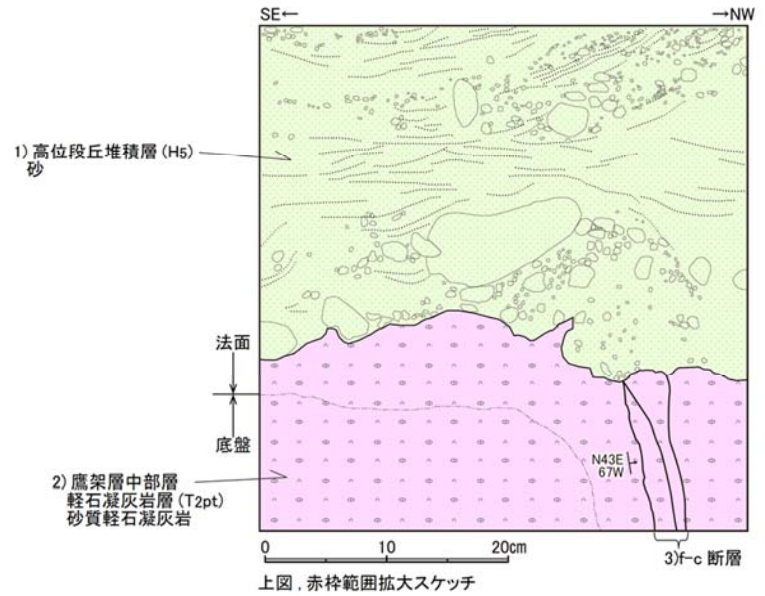 SE←
→NW
1) 高位段丘堆積層 (H5)
砂
法面
底盤
N43E
67W
2) 鷹架層中部層
軽石凝灰岩層 (T2pt)
砂質軽石凝灰岩
3)f-c 断層
0 10 20cm
上図 , 赤枠範囲拡大スケッチ